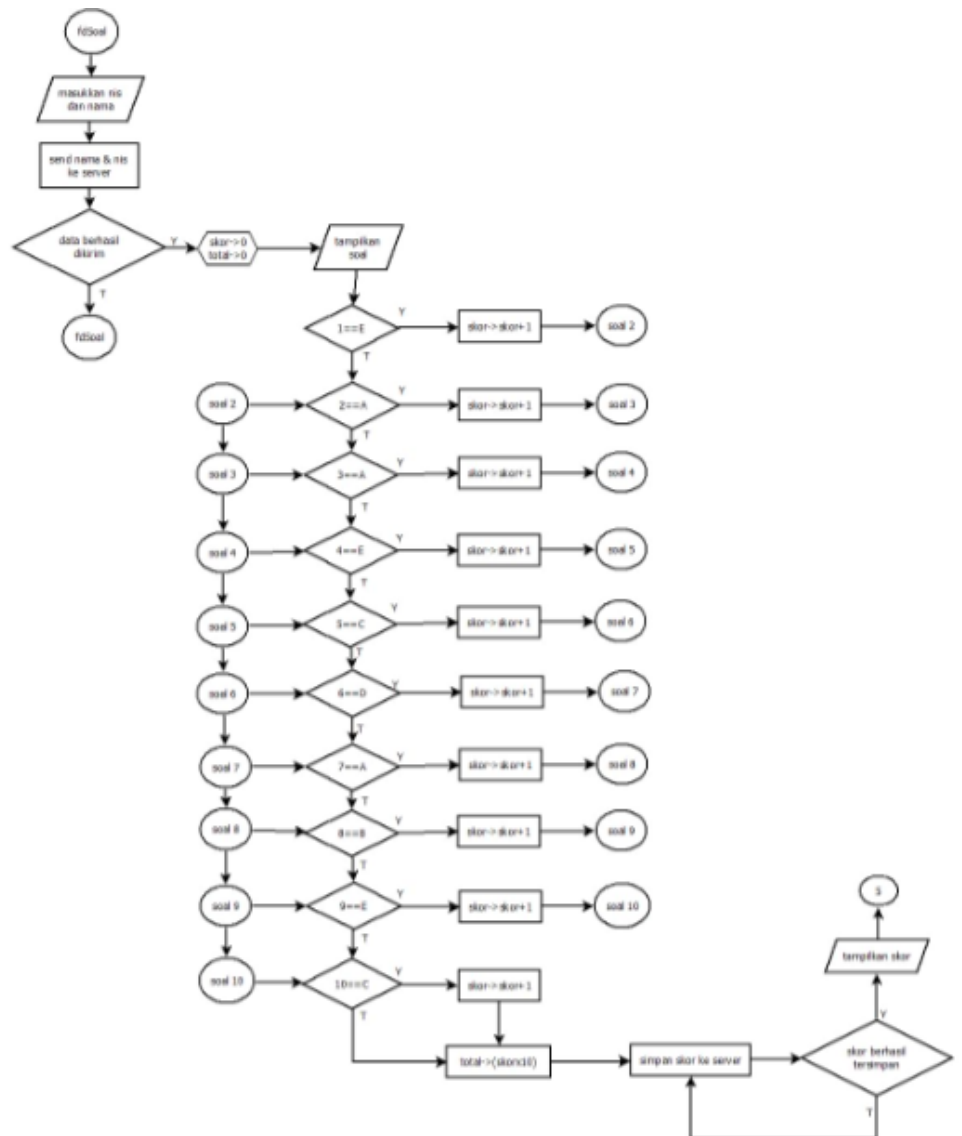 fdSoal
masukkan nis
dan nama
send nama & nis
ke server
data berhasil
dikirim
Y
skor->0
total->0
tampilkan
soal
T
fdSoal
1==E
Y
skor->skor+1
soal 2
T
soal 2
2==A
Y
skor->skor+1
soal 3
T
soal 3
3==A
Y
skor->skor+1
soal 4
T
soal 4
4==E
Y
skor->skor+1
soal 5
T
soal 5
5==C
Y
skor->skor+1
soal 6
T
soal 6
6==D
Y
skor->skor+1
soal 7
T
soal 7
7==A
Y
skor->skor+1
soal 8
T
soal 8
8==B
Y
skor->skor+1
soal 9
T
soal 9
9==E
Y
skor->skor+1
soal 10
T
soal 10
10==C
Y
skor->skor+1
T
total->(skorx10)
simpan skor ke server
skor berhasil
tersimpan
Y
tampilkan skor
5
T